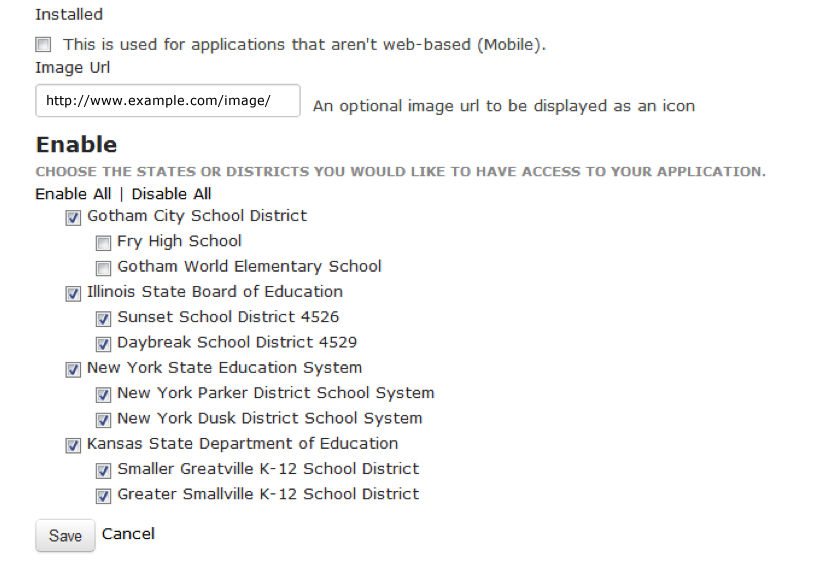 Installed
This is used for applications that aren't web-based (Mobile).
Image Url
http://www.example.com/image/ An optional image url to be displayed as an icon
Enable
CHOOSE THE STATES OR DISTRICTS YOU WOULD LIKE TO HAVE ACCESS TO YOUR APPLICATION.
Enable All | Disable All
Gotham City School District
Fry High School
Gotham World Elementary School
Illinois State Board of Education
Sunset School District 4526
Daybreak School District 4529
New York State Education System
New York Parker District School System
New York Dusk District School System
Kansas State Department of Education
Smaller Greatville K-12 School District
Greater Smallville K-12 School District
Save Cancel